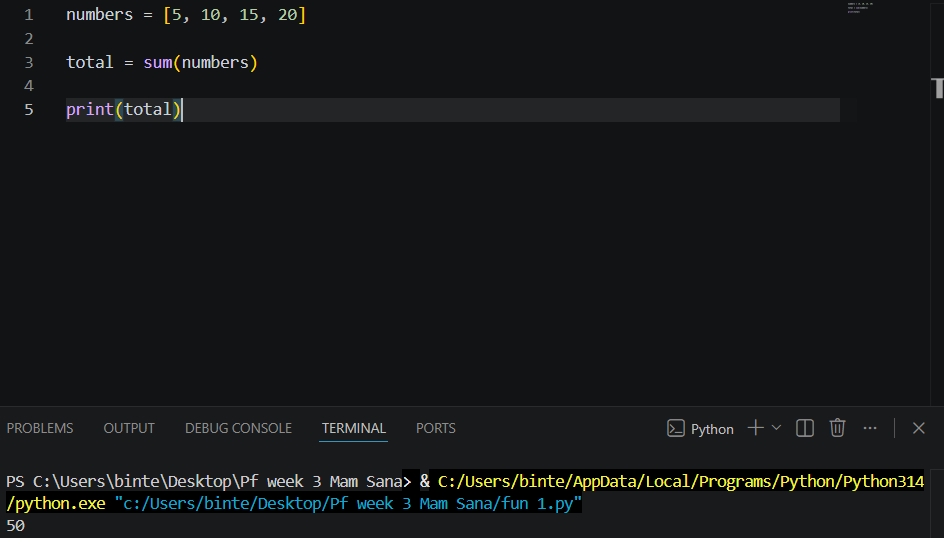 1 numbers = [5, 10, 15, 20]
2
3 total = sum(numbers)
4
5 print(total)
PROBLEMS OUTPUT DEBUG CONSOLE TERMINAL PORTS Python
PS C:\Users\binte\Desktop\Pf week 3 Mam Sana> & C:/Users/binte/AppData/Local/Programs/Python/Python314
/python.exe "c:/Users/binte/Desktop/Pf week 3 Mam Sana/fun 1.py"
50